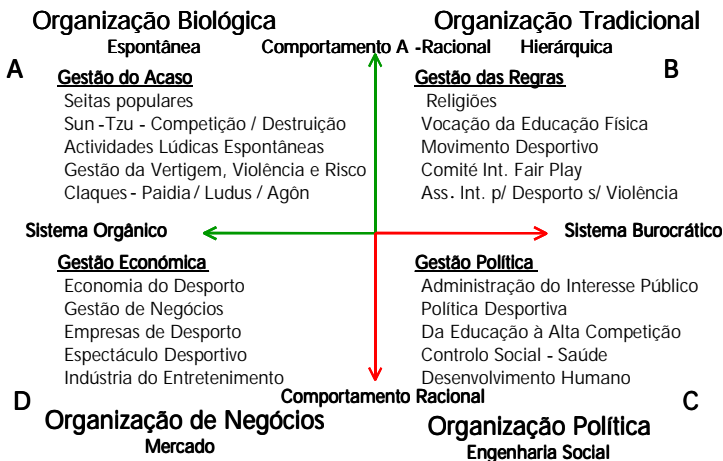 Organização Biológica
Organização Tradicional
Espontânea
Comportamento A -Racional
Hierárquica
A
B
Gestão do Acaso
Seitas populares
Sun -Tzu - Competição / Destruição
Actividades Lúdicas Espontâneas
Gestão da Vertigem, Violência e Risco
Claques - Paidia / Ludus / Agôn
Gestão das Regras
Religiões
Vocação da Educação Física
Movimento Desportivo
Comité Int. Fair Play
Ass. Int. p/ Desporto s/ Violência
Sistema Orgânico
Sistema Burocrático
Gestão Económica
Economia do Desporto
Gestão de Negócios
Empresas de Desporto
Espectáculo Desportivo
Indústria do Entretenimento
Gestão Política
Administração do Interesse Público
Política Desportiva
Da Educação à Alta Competição
Controlo Social - Saúde
Desenvolvimento Humano
Comportamento Racional
D
C
Organização de Negócios
Mercado
Organização Política
Engenharia Social